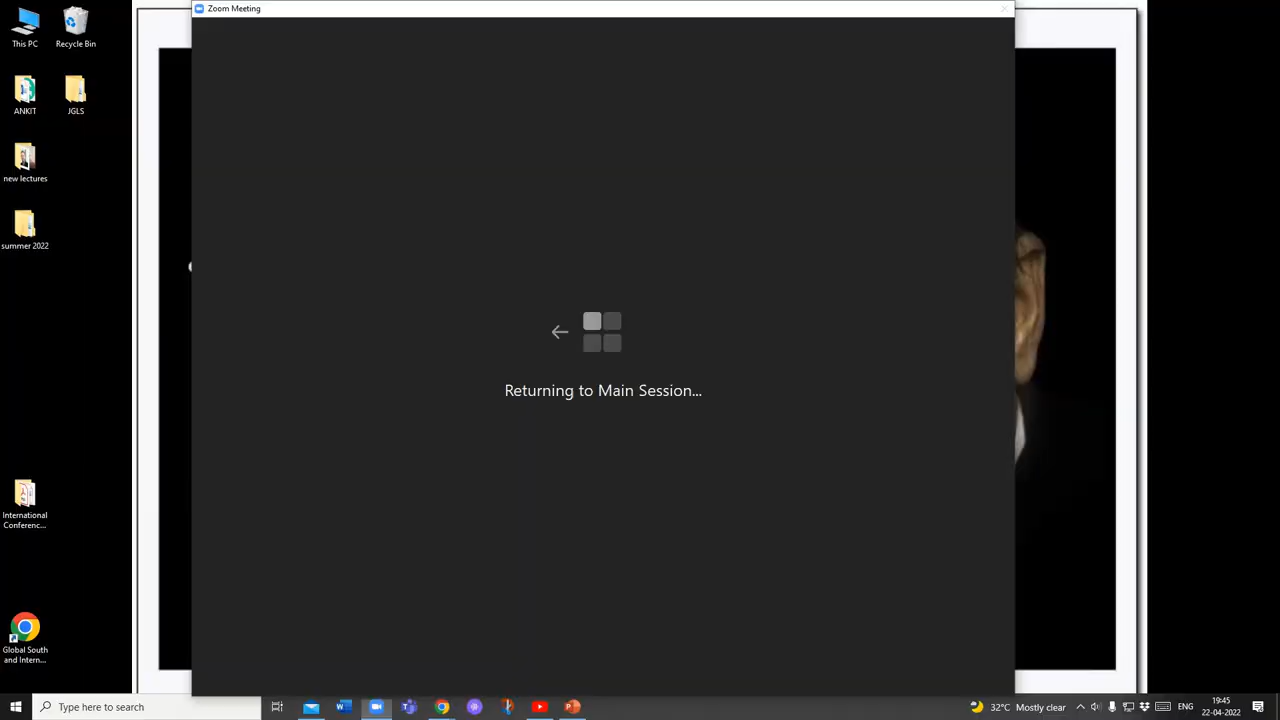 Zoom Meeting
This PC
Recycle Bin
ANKIT
JGLS
new lectures
summer 2022
Returning to Main Session...
International
Conferenc...
Global South
and Intern...
Type here to search
32°C Mostly clear
ENG
19:45
22-04-2022